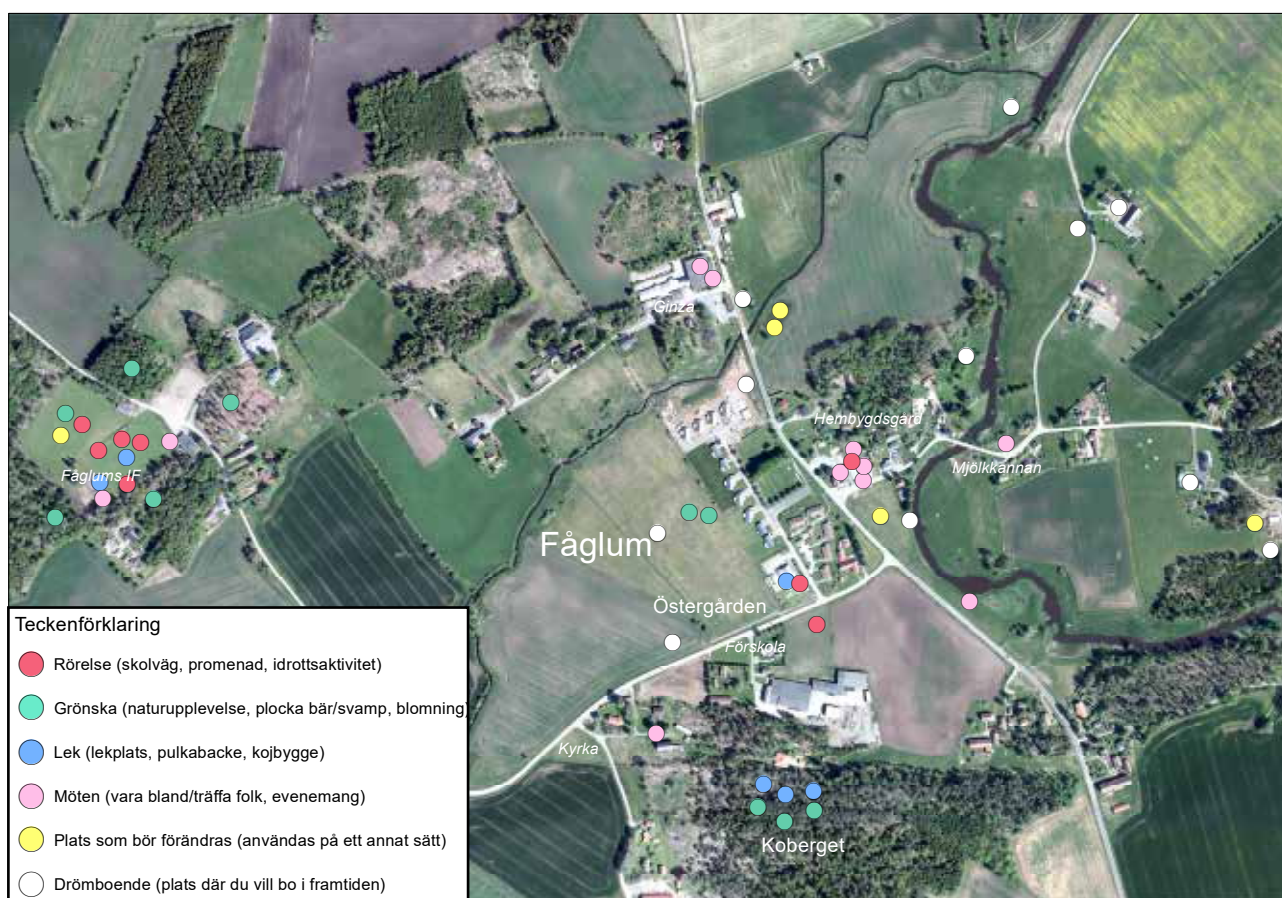 Ginza
Hembygdsgard
Mjölkkannan
Fåglums IF
Fåglum
Östergården
Förskola
Kyrka
Koberget
Teckenförklaring
Rörelse (skolväg, promenad, idrottsaktivitet)
Grönska (naturupplevelse, plocka bär/svamp, blomning)
Lek (lekplats, pulkabacke, kojbygge)
Möten (vara bland/träffa folk, evenemang)
Plats som bör förändras (användas på ett annat sätt)
Drömboende (plats där du vill bo i framtiden)